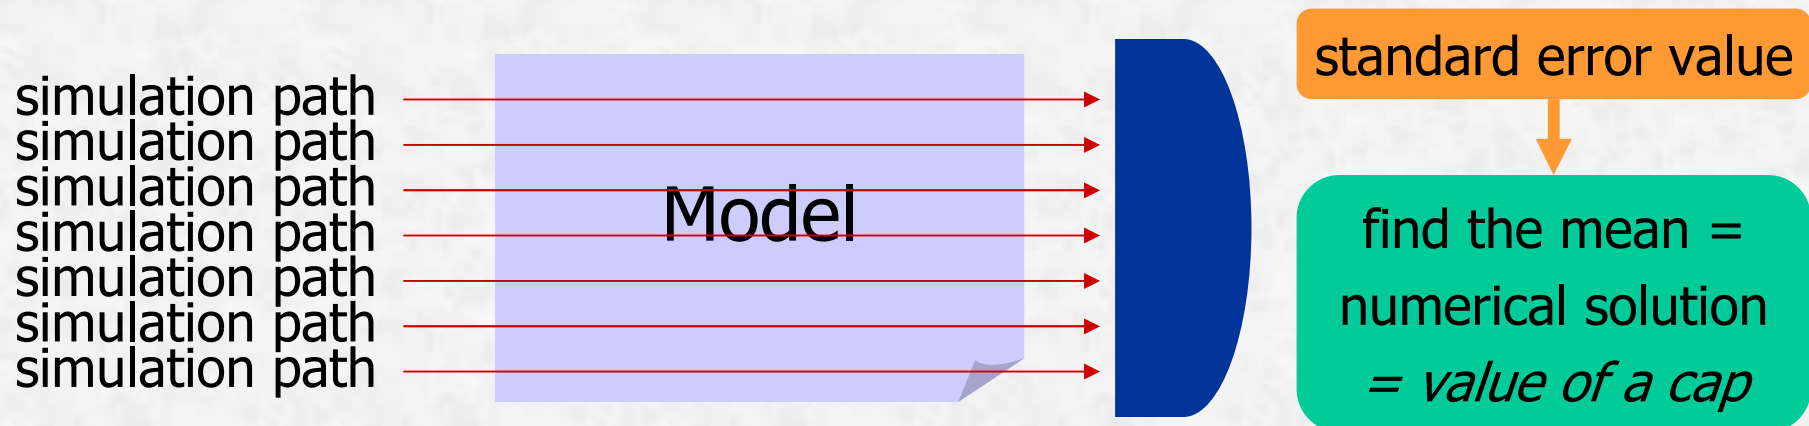 simulation path
simulation path
simulation path
simulation path
simulation path
simulation path
simulation path
Model
standard error value
find the mean =
numerical solution
= value of a cap